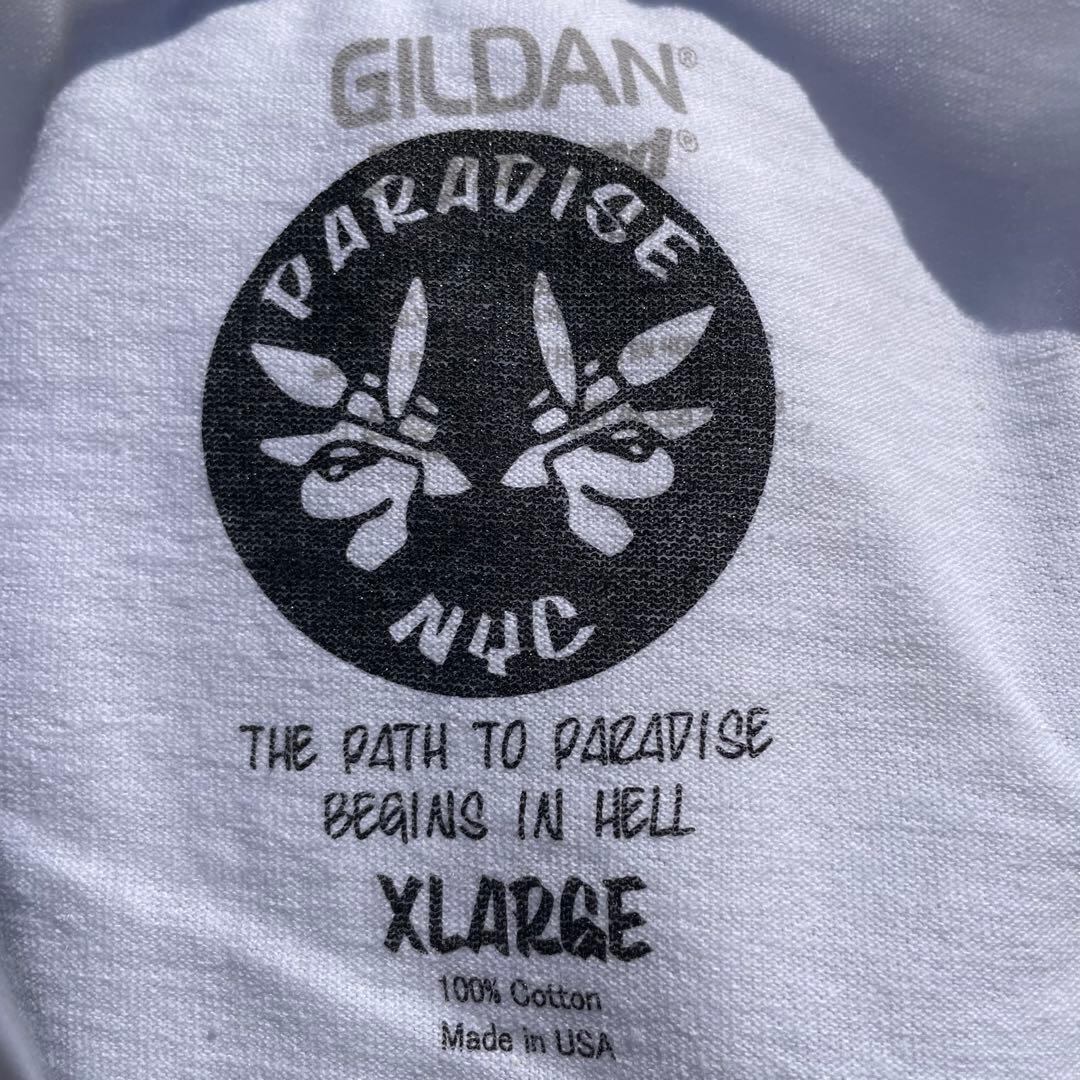 GILDAN®
PARADISE
NYC
THE PATH TO PARADISE
BEGINS IN HELL
XLARGE
100% Cotton
Made in USA